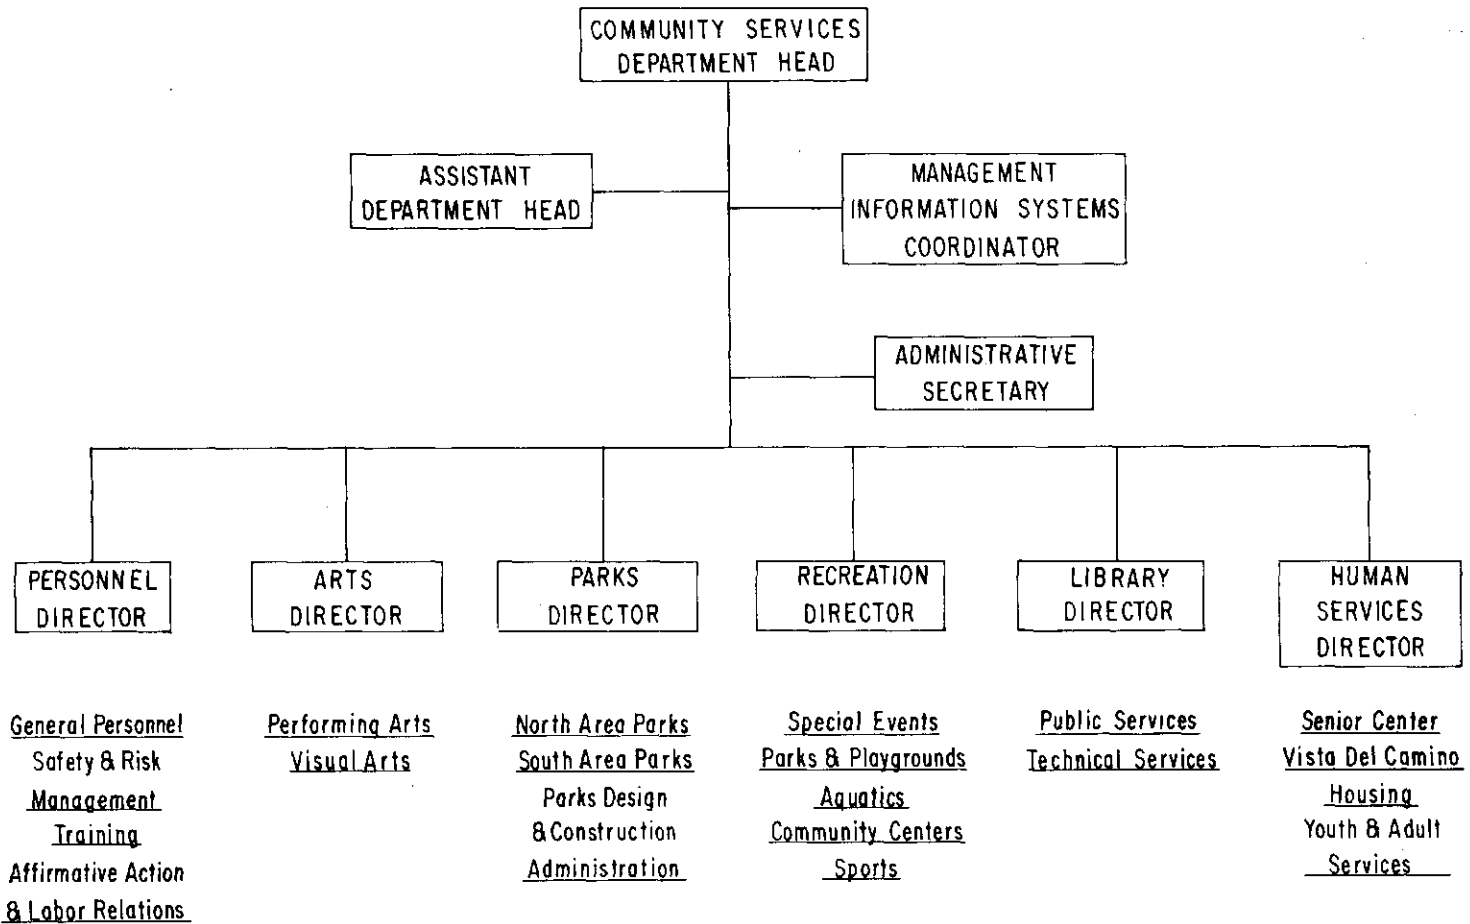 COMMUNITY SERVICES
DEPARTMENT HEAD
ASSISTANT
DEPARTMENT HEAD
MANAGEMENT
INFORMATION SYSTEMS
COORDINATOR
ADMINISTRATIVE
SECRETARY
PERSONNEL
DIRECTOR
ARTS
DIRECTOR
PARKS
DIRECTOR
RECREATION
DIRECTOR
LIBRARY
DIRECTOR
HUMAN
SERVICES
DIRECTOR
General Personnel
Safety & Risk
Management
Training
Affirmative Action
& Labor Relations
Performing Arts
Visual Arts
North Area Parks
South Area Parks
Parks Design
& Construction
Administration
Special Events
Parks & Playgrounds
Aquatics
Community Centers
Sports
Public Services
Technical Services
Senior Center
Vista Del Camino
Housing
Youth & Adult
Services